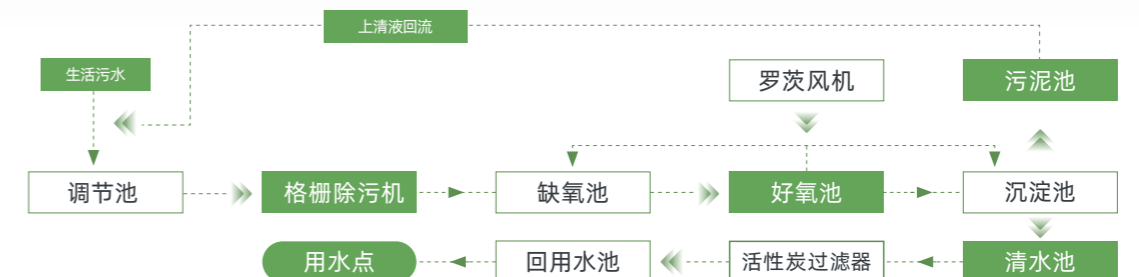 上清液回流
生活污水
罗茨风机
污泥池
调节池
格栅除污机
缺氧池
好氧池
沉淀池
用水点
回用水池
活性炭过滤器
清水池